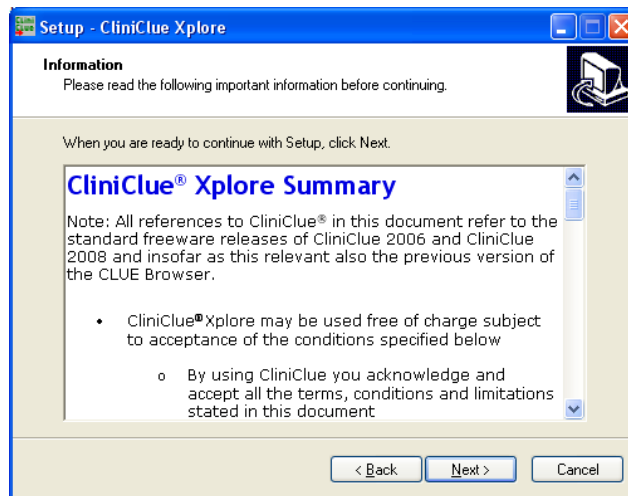 Setup - CliniClue Xplore
Information
Please read the following important information before continuing.
When you are ready to continue with Setup, click Next.
CliniClue® Xplore Summary
Note: All references to CliniClue® in this document refer to the
standard freeware releases of CliniClue 2006 and CliniClue
2008 and insofar as this relevant also the previous version of
the CLUE Browser.
• CliniClue® Xplore may be used free of charge subject
to acceptance of the conditions specified below
o By using CliniClue you acknowledge and
accept all the terms, conditions and limitations
stated in this document
< Back Next > Cancel